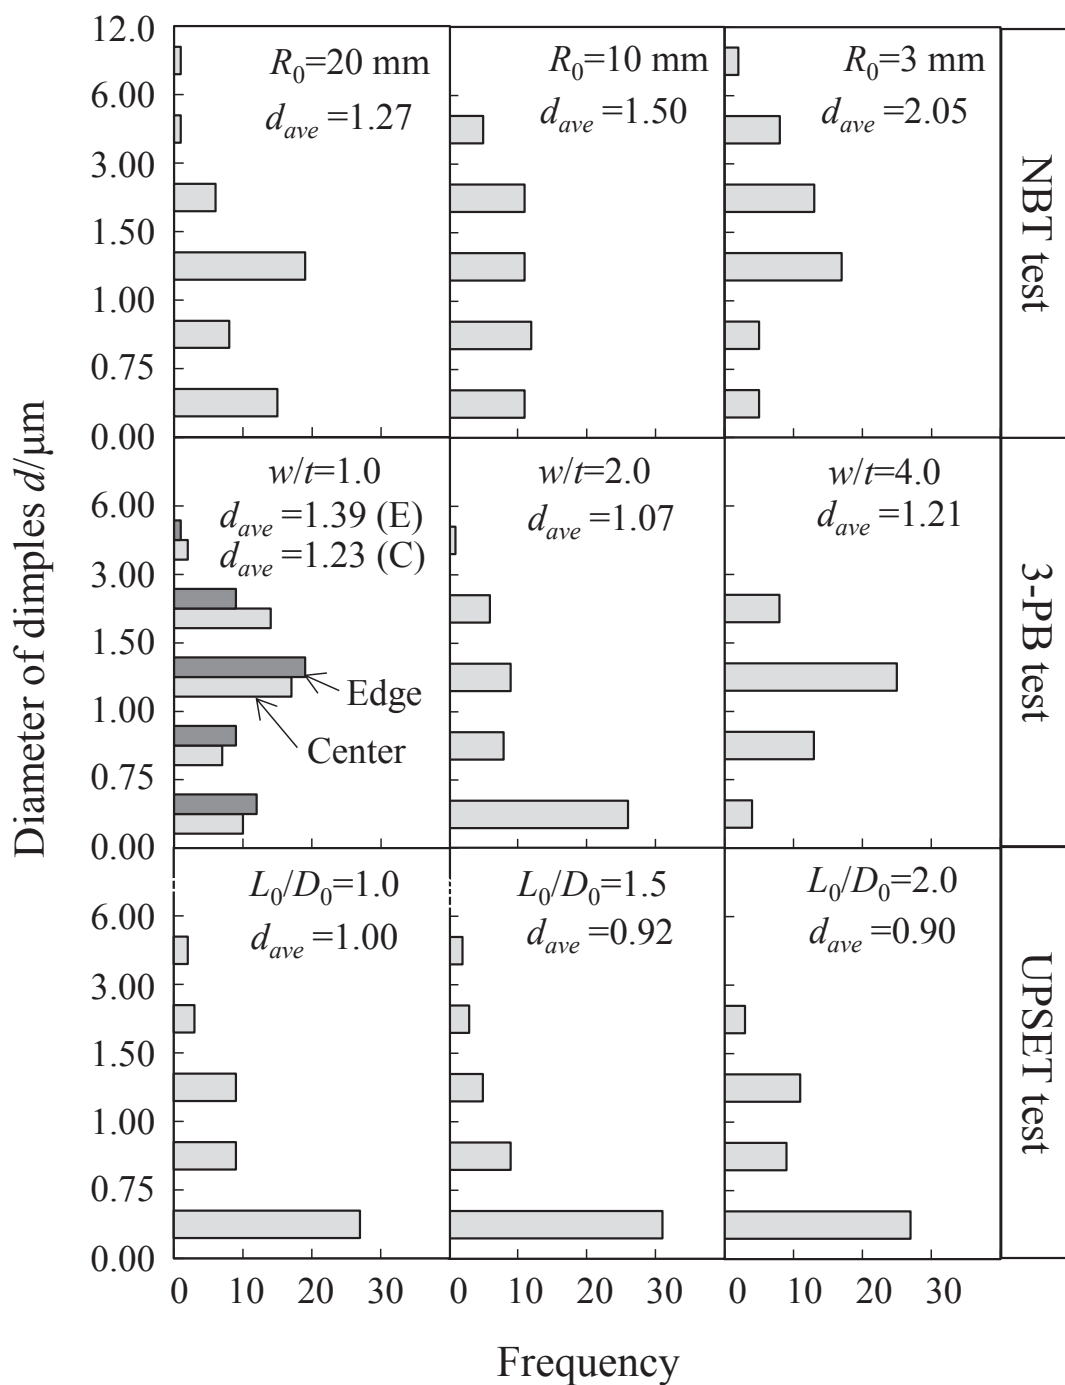 12.0
6.00
3.00
1.50
1.00
0.75
0.00
R0=20 mm
dave =1.27
R0=10 mm
dave =1.50
R0=3 mm
dave =2.05
NBT test
6.00
3.00
1.50
1.00
0.75
0.00
w/t=1.0
dave =1.39 (E)
dave =1.23 (C)
Edge
Center
w/t=2.0
dave =1.07
w/t=4.0
dave =1.21
3-PB test
6.00
3.00
1.50
1.00
0.75
0.00
L0/D0=1.0
dave =1.00
L0/D0=1.5
dave =0.92
L0/D0=2.0
dave =0.90
UPSET test
Diameter of dimples d/μm
0 10 20 30 0 10 20 30 0 10 20 30
Frequency